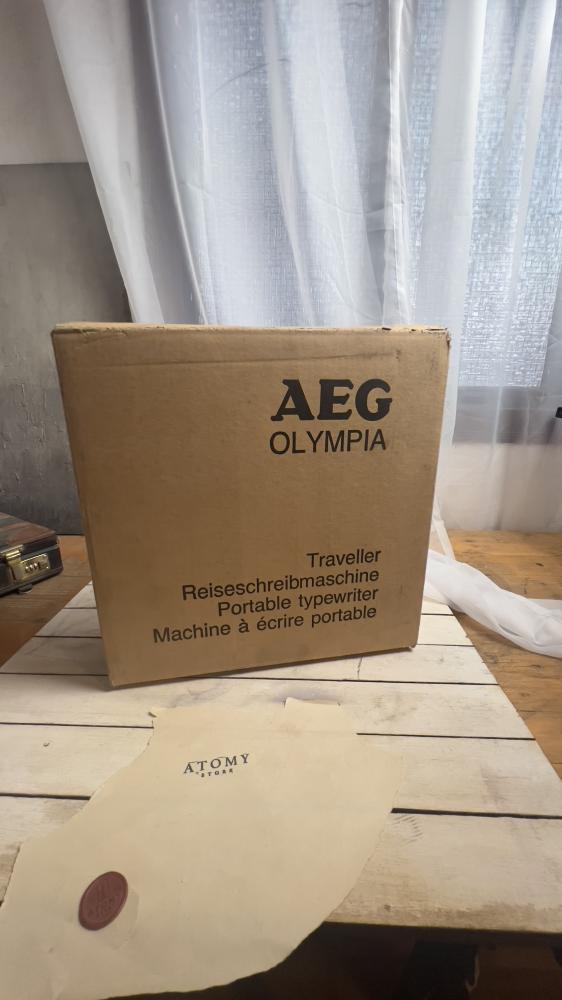 AEG
OLYMPIA
Traveller
Reiseschreibmaschine
Portable typewriter
Machine à écrire portable
ATOMY
STORE